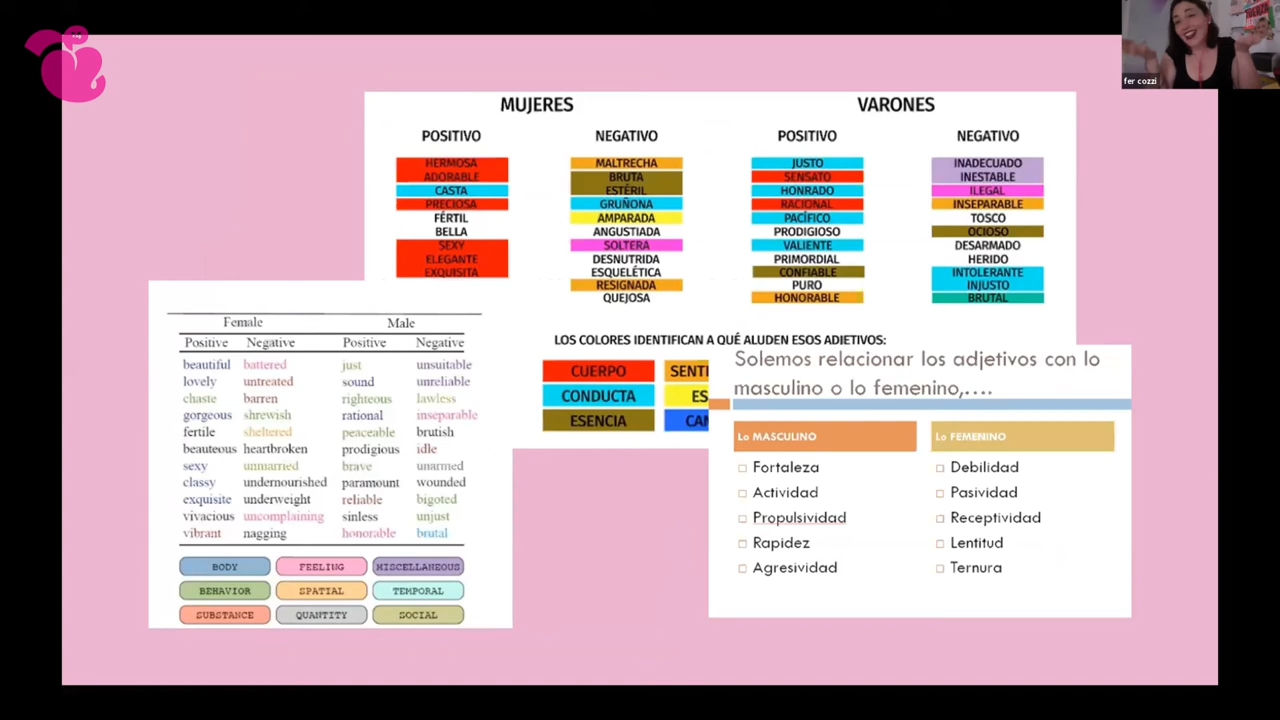 fer cozzi
MUJERES VARONES
POSITIVO NEGATIVO POSITIVO NEGATIVO
HERMOSA MALTRECHA JUSTO INADECUADO
ADORABLE BRUTA SENSATO INESTABLE
CASTA ESTÉRIL HONRADO ILEGAL
PRECIOSA GRUÑONA RACIONAL INSEPARABLE
FÉRTIL AMPARADA PACÍFICO TOSCO
BELLA ANGUSTIADA PRODIGIOSO OCIOSO
SEXY SOLTERA VALIENTE DESARMADO
ELEGANTE DESNUTRIDA PRIMORDIAL HERIDO
EXQUISITA ESQUELÉTICA CONFIABLE INTOLERANTE
RESIGNADA PURO INJUSTO
QUEJOSA HONORABLE BRUTAL
LOS COLORES IDENTIFICAN A QUÉ ALUDEN ESOS ADJETIVOS:
CUERPO SENTI
CONDUCTA ES
ESENCIA CAN
Female Male
Positive Negative Positive Negative
beautiful battered just unsuitable
lovely untreated sound unreliable
chaste barren righteous lawless
gorgeous shrewish rational inseparable
fertile sheltered peaceable brutish
beauteous heartbroken prodigious idle
sexy unmarried brave unarmed
classy undernourished paramount wounded
exquisite underweight reliable bigoted
vivacious uncomplaining sinless unjust
vibrant nagging honorable brutal
BODY FEELING MISCELLANEOUS
BEHAVIOR SPATIAL TEMPORAL
SUBSTANCE QUANTITY SOCIAL
Solemos relacionar los adjetivos con lo
masculino o lo femenino,....
Lo MASCULINO Lo FEMENINO
Fortaleza Debilidad
Actividad Pasividad
Propulsividad Receptividad
Rapidez Lentitud
Agresividad Ternura